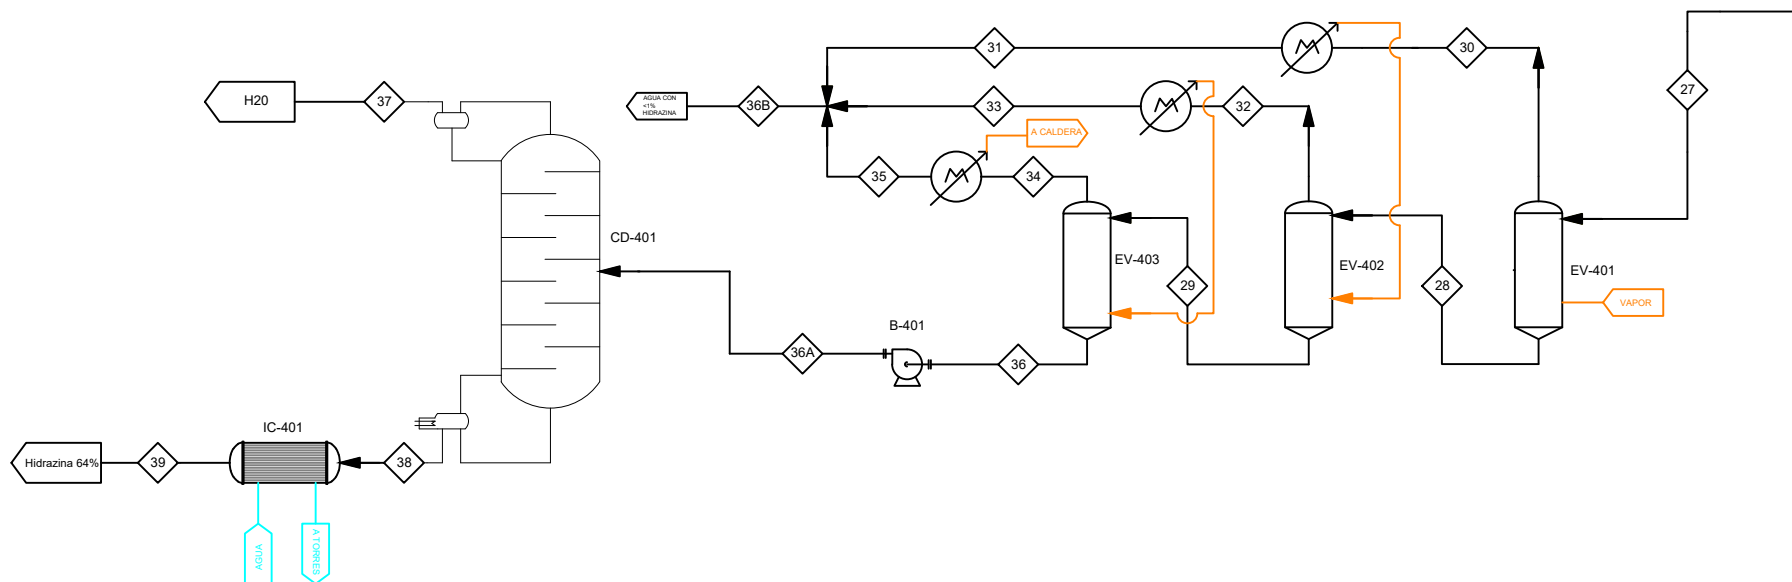 31
30
27
H20
37
AGUA CON
<1%
HIDRAZINA
36B
33
32
A CALDERA
35
34
CD-401
EV-403
EV-402
EV-401
29
28
VAPOR
B-401
36A
36
IC-401
Hidrazina 64%
39
38
AGUA
A TORRES